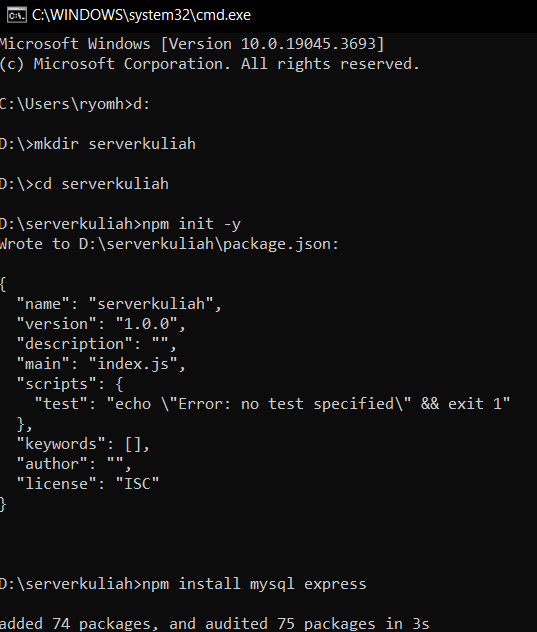 C:\WINDOWS\system32\cmd.exe
Microsoft Windows [Version 10.0.19045.3693]
(c) Microsoft Corporation. All rights reserved.
C:\Users\ryomh>d:
D:\>mkdir serverkuliah
D:\>cd serverkuliah
D:\serverkuliah>npm init -y
Wrote to D:\serverkuliah\package.json:
{
  "name": "serverkuliah",
  "version": "1.0.0",
  "description": "",
  "main": "index.js",
  "scripts": {
    "test": "echo \"Error: no test specified\" && exit 1"
  },
  "keywords": [],
  "author": "",
  "license": "ISC"
}
D:\serverkuliah>npm install mysql express
added 74 packages, and audited 75 packages in 3s